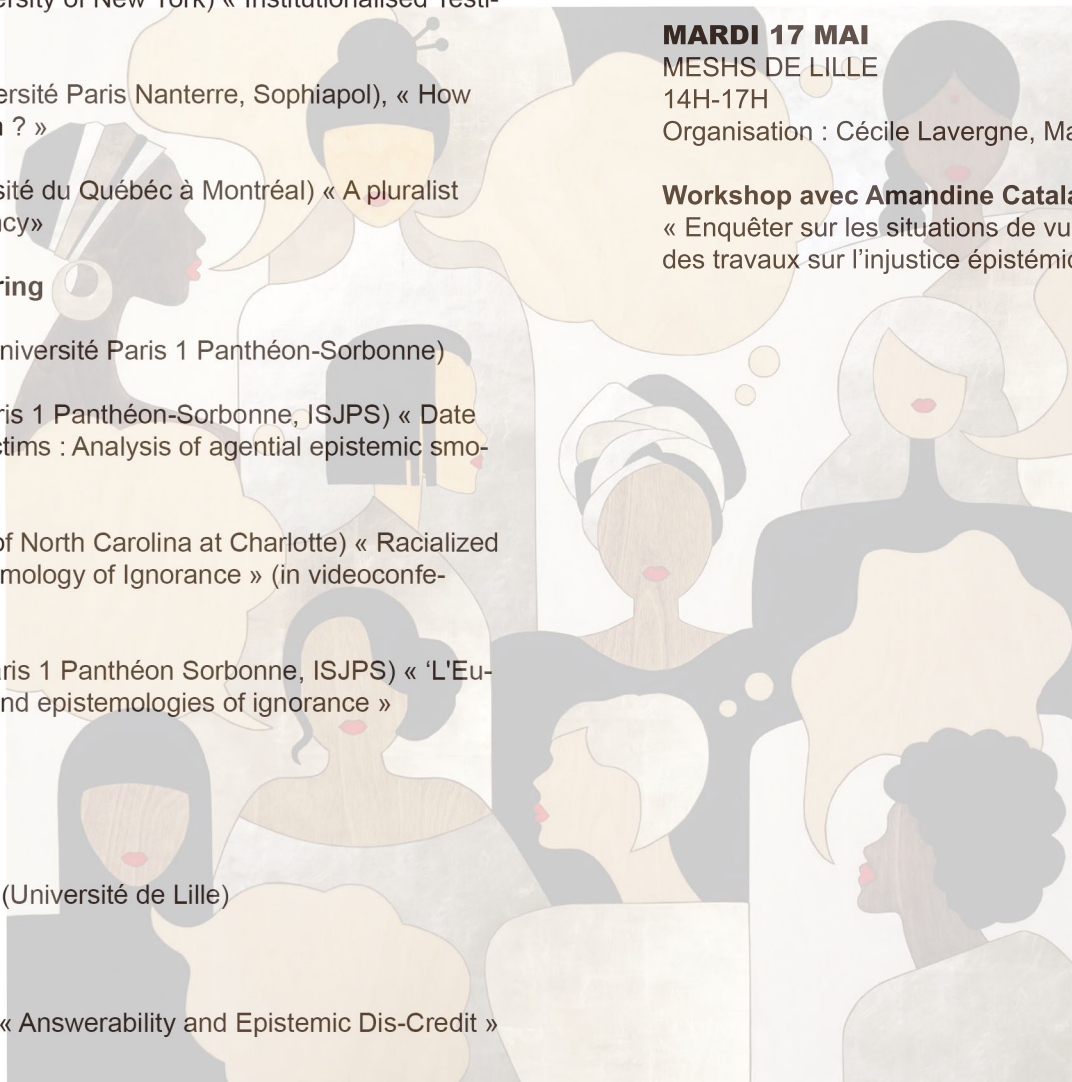 ersity of New York) « Institutionalised Testi-
ersité Paris Nanterre, Sophiapol), « How
? »
sité du Québéc à Montréal) « A pluralist
ncy»
ring
niversité Paris 1 Panthéon-Sorbonne)
ris 1 Panthéon-Sorbonne, ISJPS) « Date
ctims : Analysis of agential epistemic smo-
of North Carolina at Charlotte) « Racialized
mology of Ignorance » (in videoconfe-
aris 1 Panthéon Sorbonne, ISJPS) « ‘L'Eu-
nd epistemologies of ignorance »
(Université de Lille)
« Answerability and Epistemic Dis-Credit »
MARDI 17 MAI
MESHS DE LILLE
14H-17H
Organisation : Cécile Lavergne, Ma
Workshop avec Amandine Catala
« Enquêter sur les situations de vu
des travaux sur l’injustice épistémic